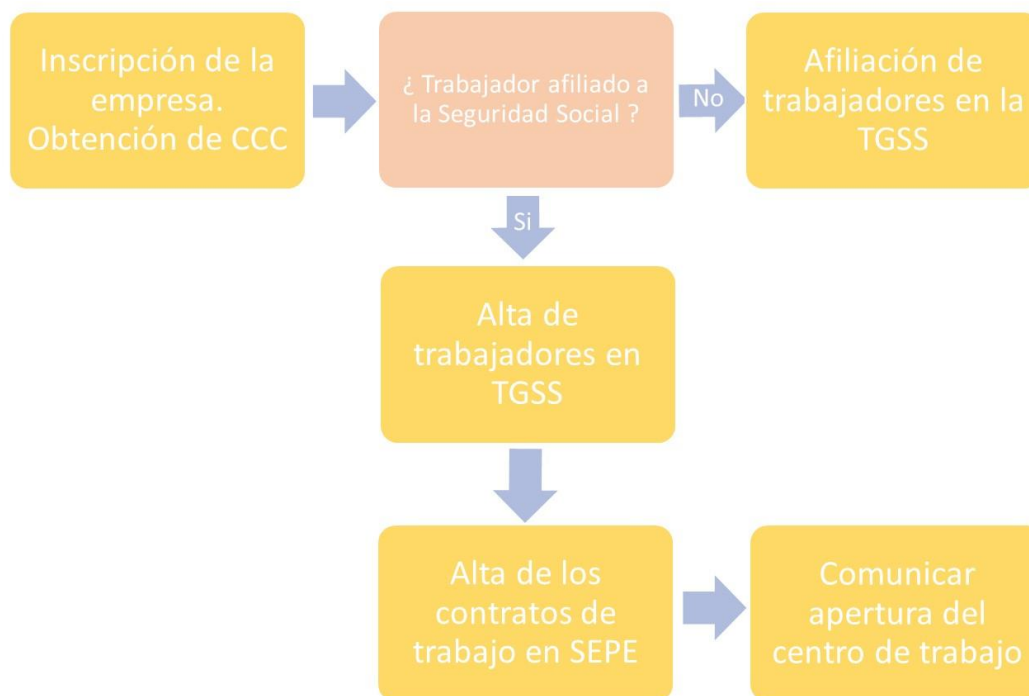 Inscripción de la
empresa.
Obtención de CCC
¿ Trabajador afiliado a
la Seguridad Social ?
No
Afiliación de
trabajadores en la
TGSS
Si
Alta de
trabajadores en
TGSS
Alta de los
contratos de
trabajo en SEPE
Comunicar
apertura del
centro de trabajo